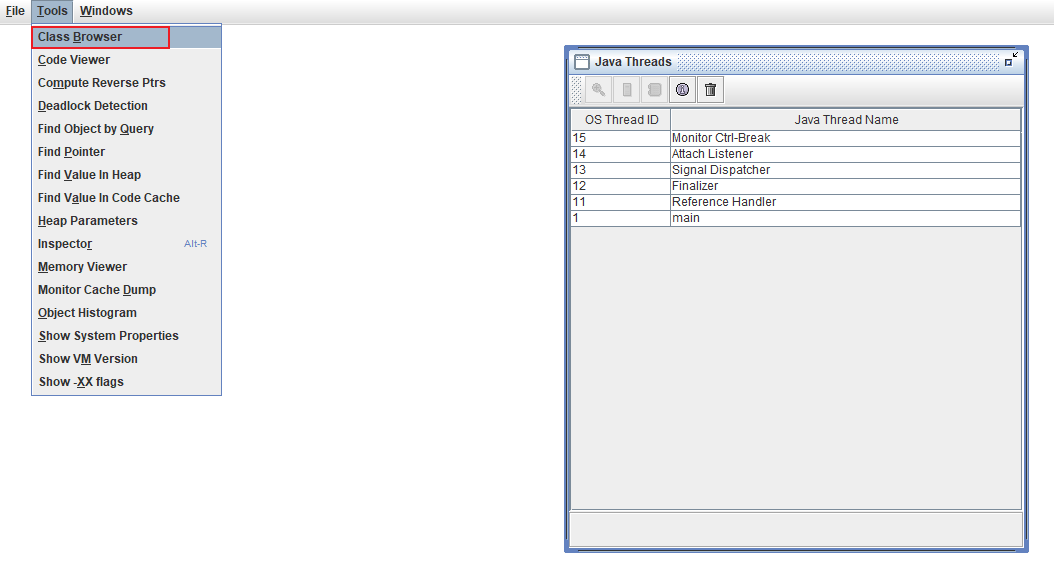 File Tools Windows
Class Browser
Code Viewer
Compute Reverse Ptrs
Deadlock Detection
Find Object by Query
Find Pointer
Find Value In Heap
Find Value In Code Cache
Heap Parameters
Inspector Alt-R
Memory Viewer
Monitor Cache Dump
Object Histogram
Show System Properties
Show VM Version
Show -XX flags
Java Threads
OS Thread ID Java Thread Name
15 Monitor Ctrl-Break
14 Attach Listener
13 Signal Dispatcher
12 Finalizer
11 Reference Handler
1 main